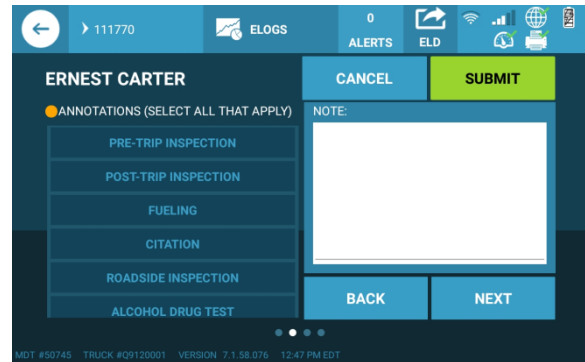 111770
ELOGS
0
ALERTS
ELD
ERNEST CARTER
CANCEL
SUBMIT
ANNOTATIONS (SELECT ALL THAT APPLY)
NOTE:
PRE-TRIP INSPECTION
POST-TRIP INSPECTION
FUELING
CITATION
ROADSIDE INSPECTION
ALCOHOL DRUG TEST
BACK
NEXT
MDT #50745 TRUCK #Q9120001 VERSION 7.1.58.076 12:47 PM EDT